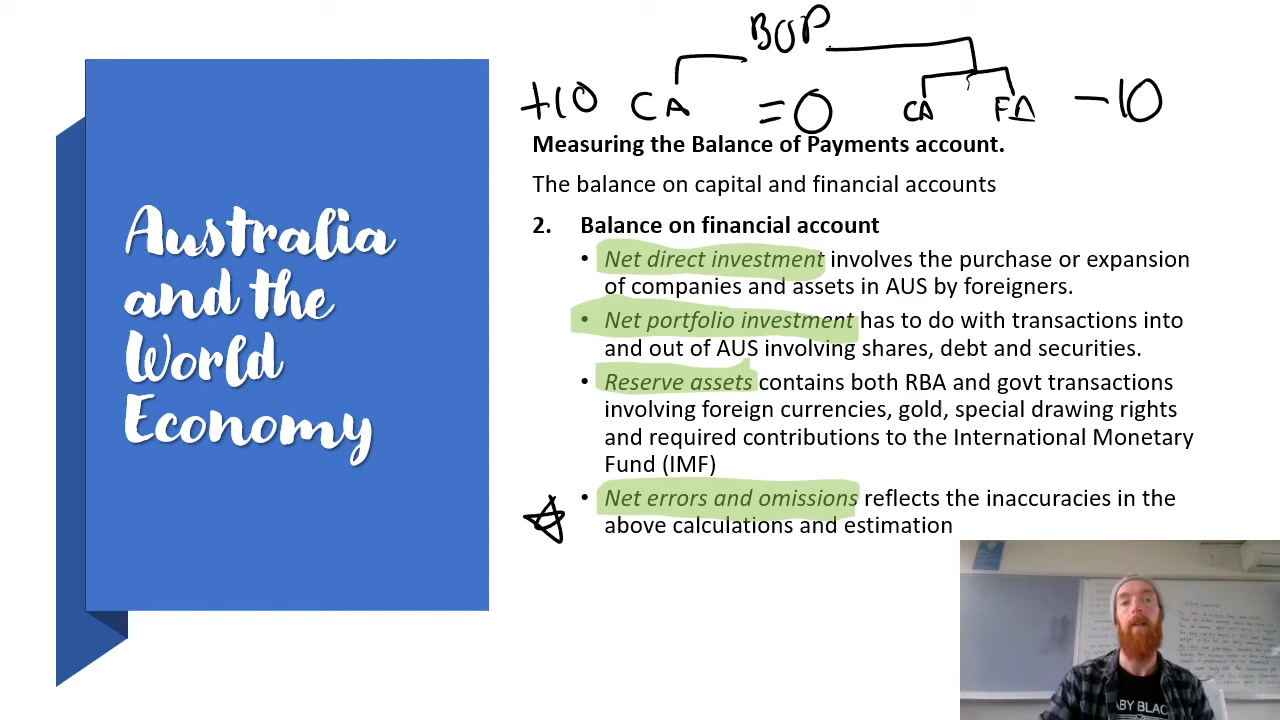 BOP
+10 CA =0 CA FA -10
Australia
and the
World
Economy
Measuring the Balance of Payments account.
The balance on capital and financial accounts
2. Balance on financial account
• Net direct investment involves the purchase or expansion
of companies and assets in AUS by foreigners.
• Net portfolio investment has to do with transactions into
and out of AUS involving shares, debt and securities.
• Reserve assets contains both RBA and govt transactions
involving foreign currencies, gold, special drawing rights
and required contributions to the International Monetary
Fund (IMF)
• Net errors and omissions reflects the inaccuracies in the
above calculations and estimation